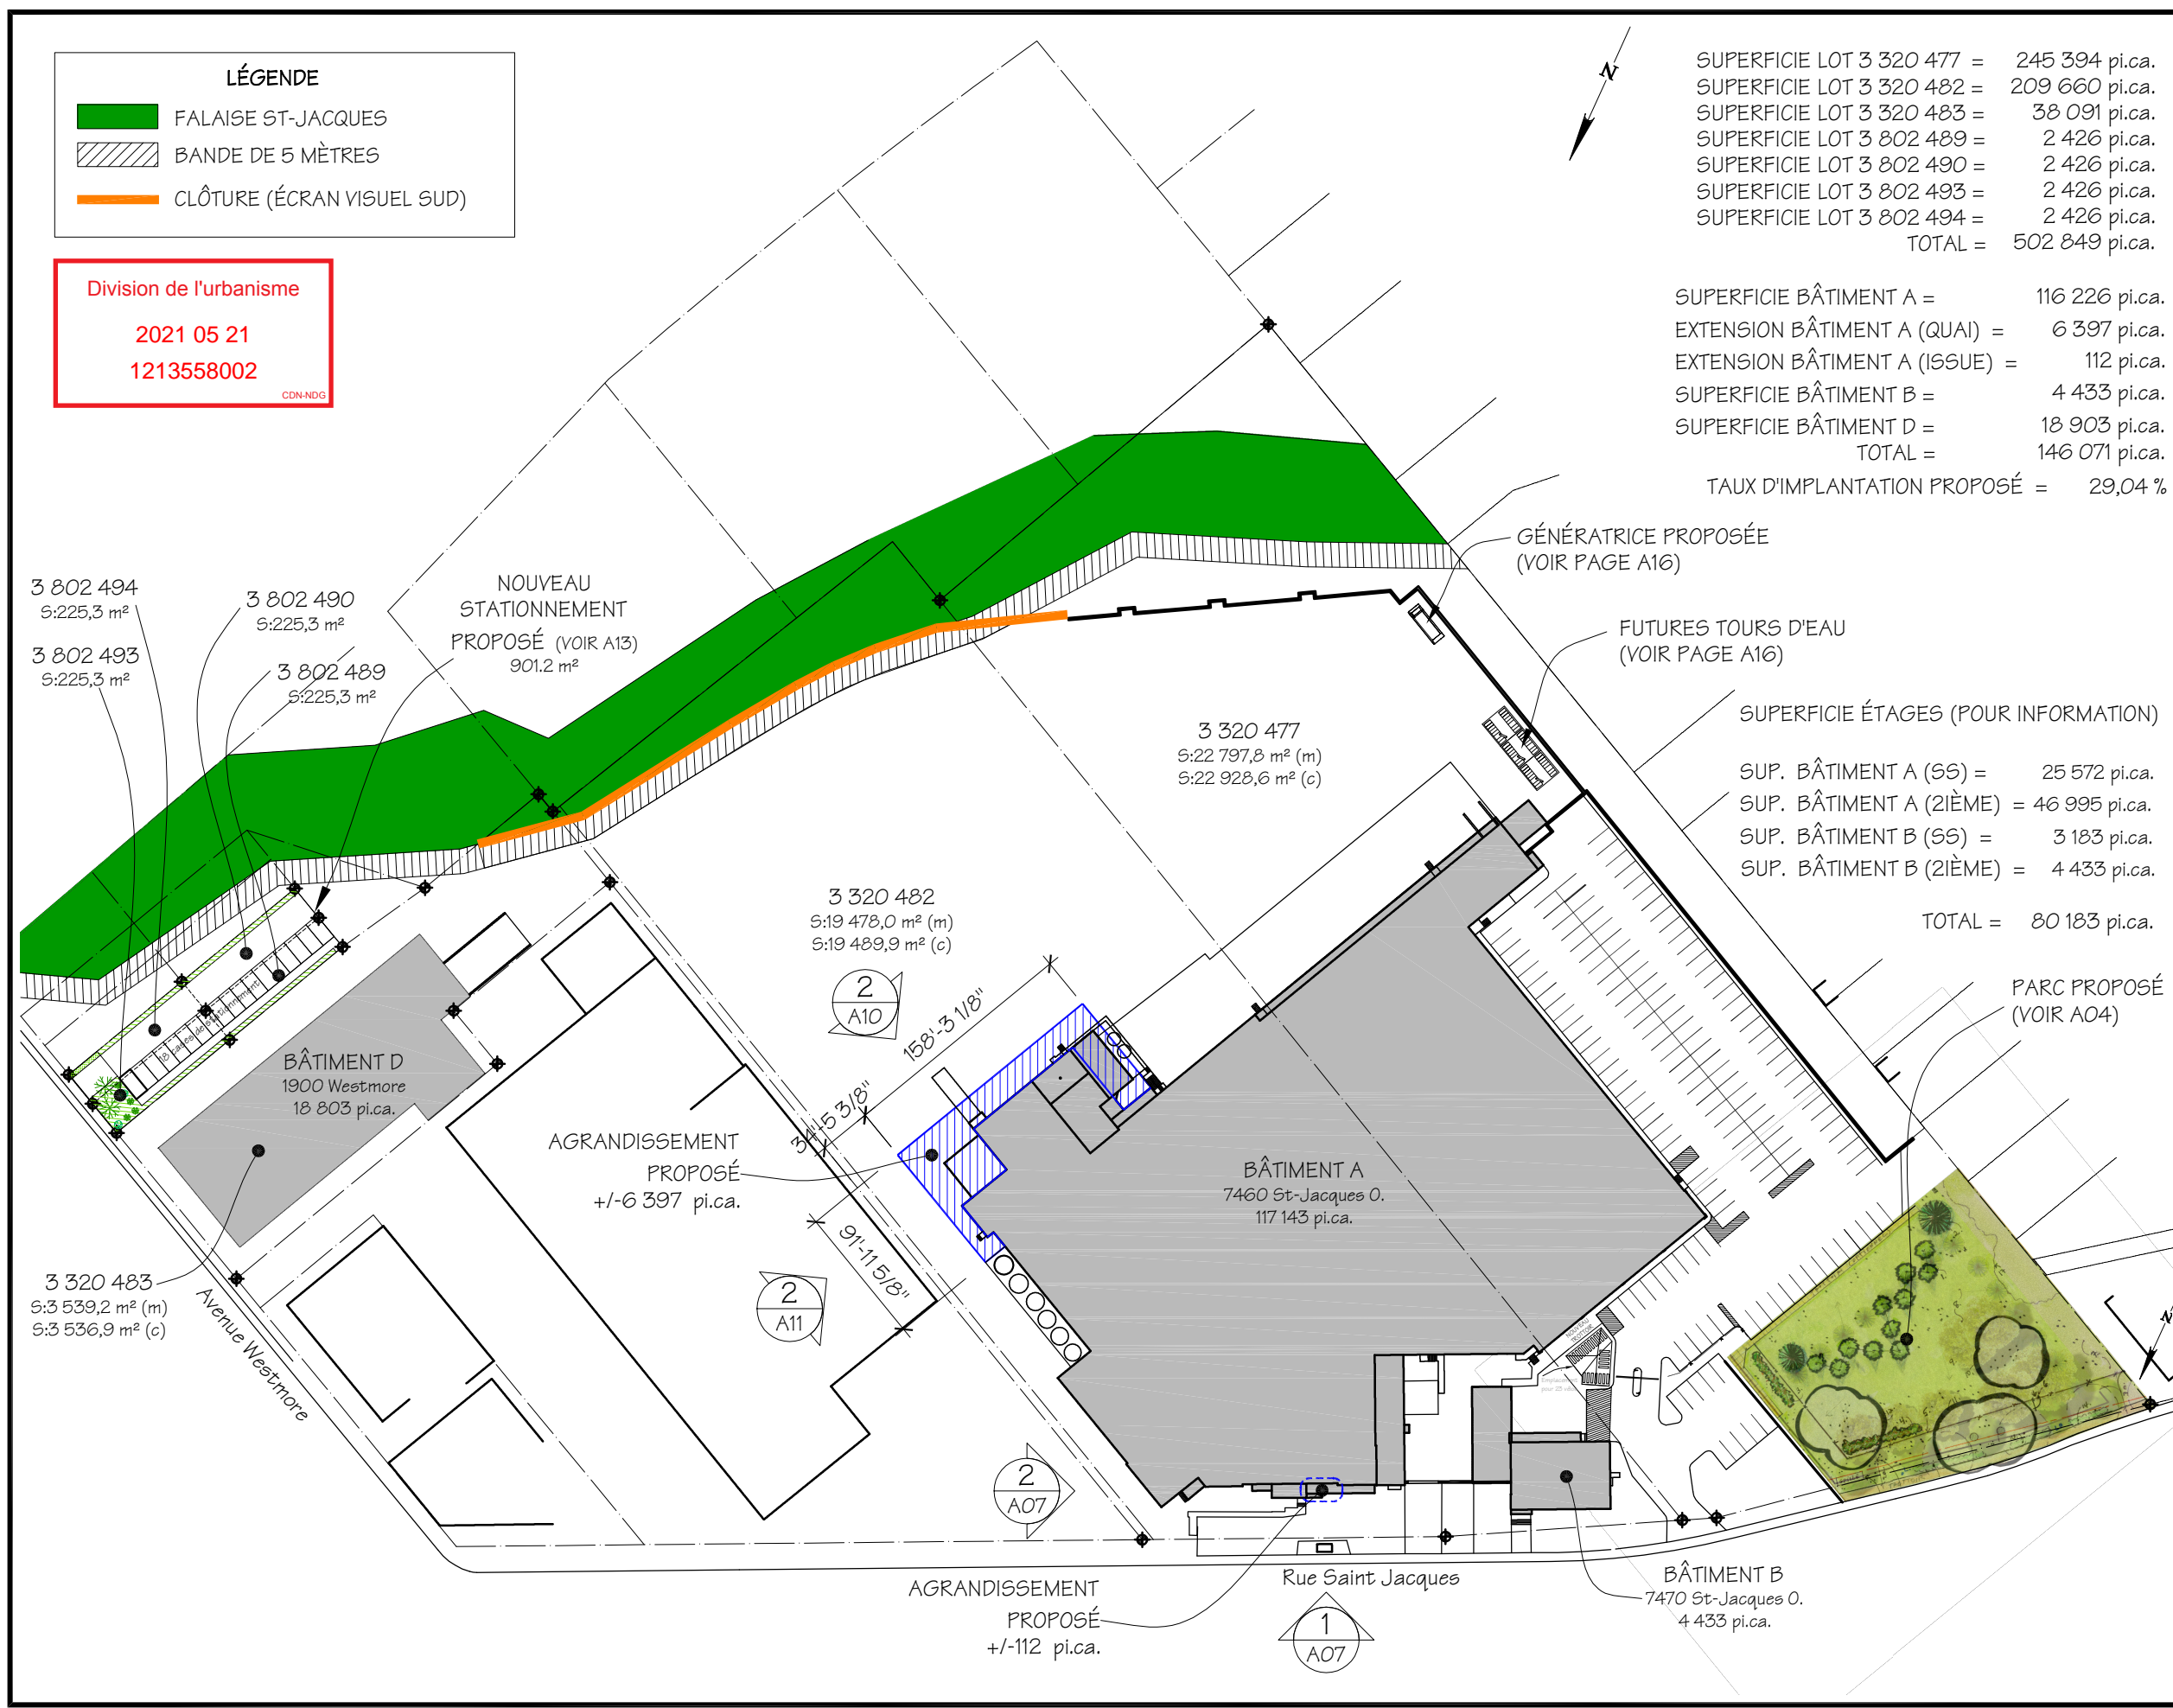 LÉGENDE
FALAISE ST-JACQUES
BANDE DE 5 MÈTRES
CLÔTURE (ÉCRAN VISUEL SUD)
Division de l'urbanisme
2021 05 21
1213558002
CDN-NDG
N
SUPERFICIE LOT 3 320 477 = 245 394 pi.ca.
SUPERFICIE LOT 3 320 482 = 209 660 pi.ca.
SUPERFICIE LOT 3 320 483 = 38 091 pi.ca.
SUPERFICIE LOT 3 802 489 = 2 426 pi.ca.
SUPERFICIE LOT 3 802 490 = 2 426 pi.ca.
SUPERFICIE LOT 3 802 493 = 2 426 pi.ca.
SUPERFICIE LOT 3 802 494 = 2 426 pi.ca.
TOTAL = 502 849 pi.ca.
SUPERFICIE BÂTIMENT A = 116 226 pi.ca.
EXTENSION BÂTIMENT A (QUAI) = 6 397 pi.ca.
EXTENSION BÂTIMENT A (ISSUE) = 112 pi.ca.
SUPERFICIE BÂTIMENT B = 4 433 pi.ca.
SUPERFICIE BÂTIMENT D = 18 903 pi.ca.
TOTAL = 146 071 pi.ca.
TAUX D'IMPLANTATION PROPOSÉ = 29,04 %
GÉNÉRATRICE PROPOSÉE
(VOIR PAGE A16)
FUTURES TOURS D'EAU
(VOIR PAGE A16)
SUPERFICIE ÉTAGES (POUR INFORMATION)
SUP. BÂTIMENT A (SS) = 25 572 pi.ca.
SUP. BÂTIMENT A (2IÈME) = 46 995 pi.ca.
SUP. BÂTIMENT B (SS) = 3 183 pi.ca.
SUP. BÂTIMENT B (2IÈME) = 4 433 pi.ca.
TOTAL = 80 183 pi.ca.
PARC PROPOSÉ
(VOIR A04)
3 802 494
S:225,3 m²
3 802 490
S:225,3 m²
3 802 493
S:225,3 m²
3 802 489
S:225,3 m²
NOUVEAU
STATIONNEMENT
PROPOSÉ (VOIR A13)
901.2 m²
3 320 477
S:22 797,8 m² (m)
S:22 928,6 m² (c)
3 320 482
S:19 478,0 m² (m)
S:19 489,9 m² (c)
2
A10
158'-3 1/8"
34'-5 3/8"
91'-11 5/8"
18 cases de stationnement
BÂTIMENT D
1900 Westmore
18 803 pi.ca.
AGRANDISSEMENT
PROPOSÉ
+/-6 397 pi.ca.
BÂTIMENT A
7460 St-Jacques O.
117 143 pi.ca.
3 320 483
S:3 539,2 m² (m)
S:3 536,9 m² (c)
Avenue Westmore
2
A11
2
A07
NOUVEAU
N
AGRANDISSEMENT
PROPOSÉ
+/-112 pi.ca.
Rue Saint Jacques
1
A07
BÂTIMENT B
7470 St-Jacques O.
4 433 pi.ca.